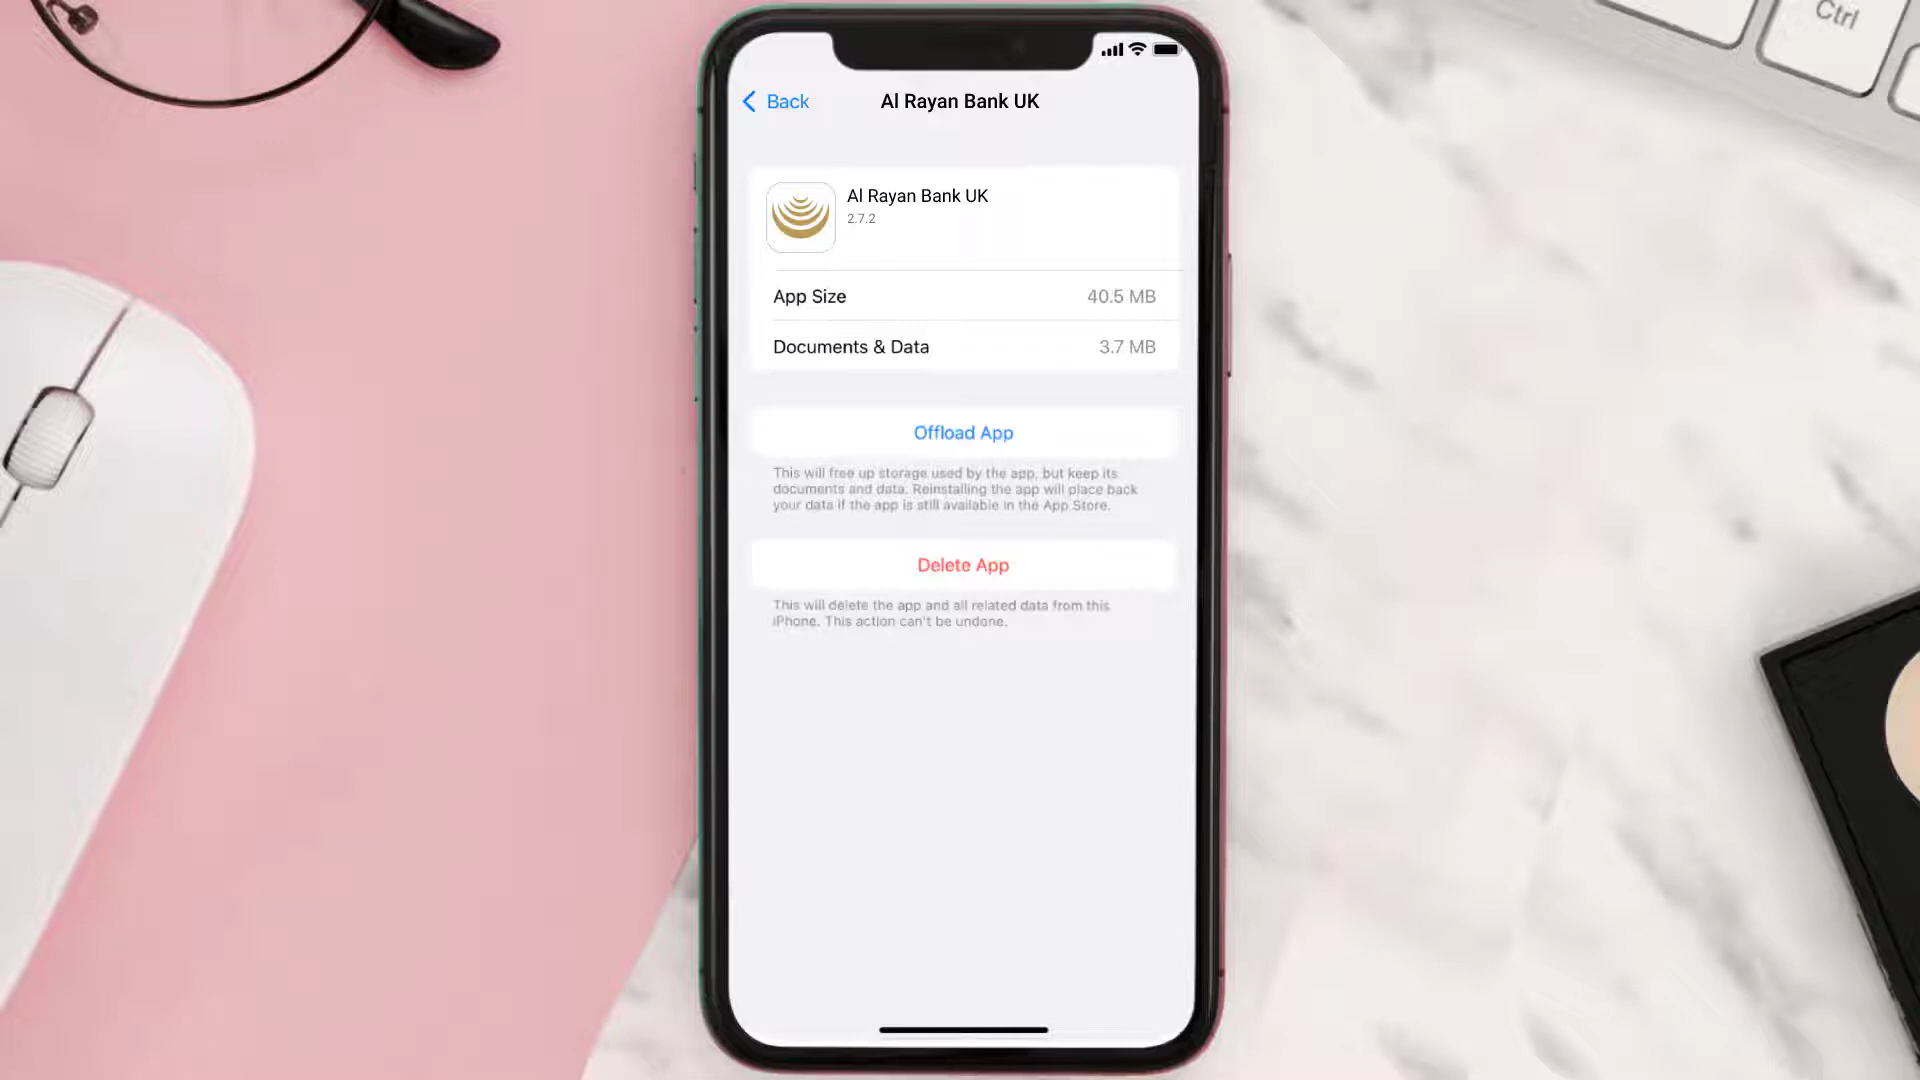 Ctrl
Back
Al Rayan Bank UK
Al Rayan Bank UK
2.7.2
App Size 40.5 MB
Documents & Data 3.7 MB
Offload App
This will free up storage used by the app, but keep its
documents and data. Reinstalling the app will place back
your data if the app is still available in the App Store.
Delete App
This will delete the app and all related data from this
iPhone. This action can't be undone.